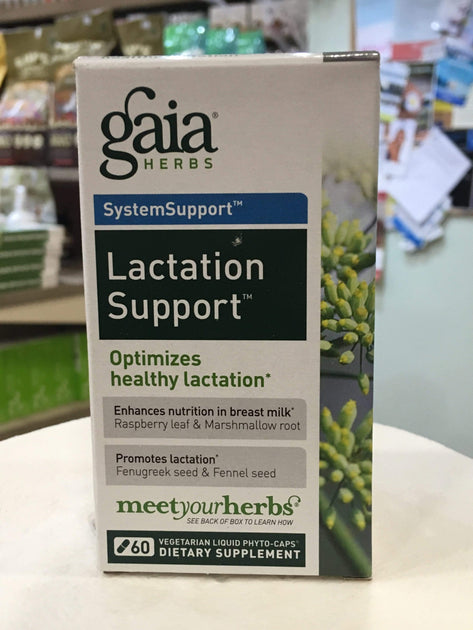 gaia®
HERBS
SystemSupport™
Lactation
Support™
Optimizes
healthy lactation*
Enhances nutrition in breast milk*
Raspberry leaf & Marshmallow root
Promotes lactation*
Fenugreek seed & Fennel seed
meetyourherbs®
SEE BACK OF BOX TO LEARN HOW
60 VEGETARIAN LIQUID PHYTO-CAPS™
DIETARY SUPPLEMENT